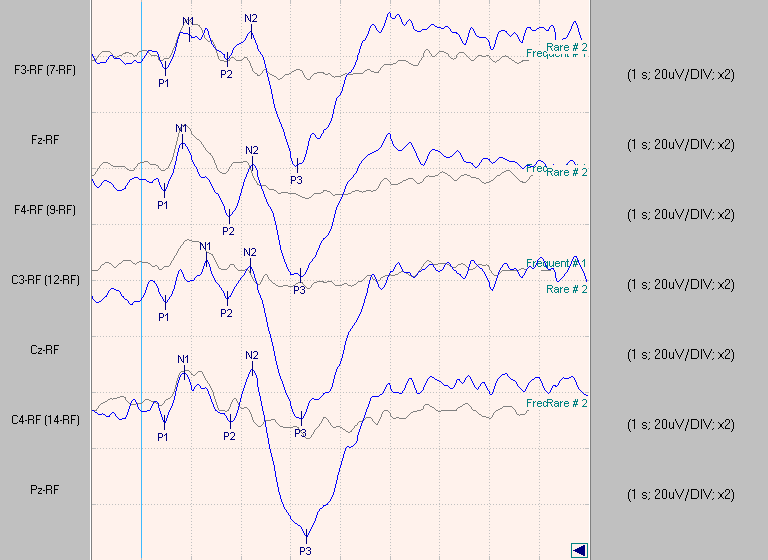 N1
N2
Rare # 2
P2
P1
F3-RF (7-RF)
(1 s; 20uV/DIV; x2)
N1
Fz-RF
(1 s; 20uV/DIV; x2)
N2
Rare # 2
P3
P1
F4-RF (9-RF)
(1 s; 20uV/DIV; x2)
P2
N1
N2
Frequent # 1
C3-RF (12-RF)
(1 s; 20uV/DIV; x2)
P3
Rare # 2
P1
P2
Cz-RF
(1 s; 20uV/DIV; x2)
N1
N2
Rare # 2
C4-RF (14-RF)
(1 s; 20uV/DIV; x2)
P1
P2
P3
Pz-RF
(1 s; 20uV/DIV; x2)
P3